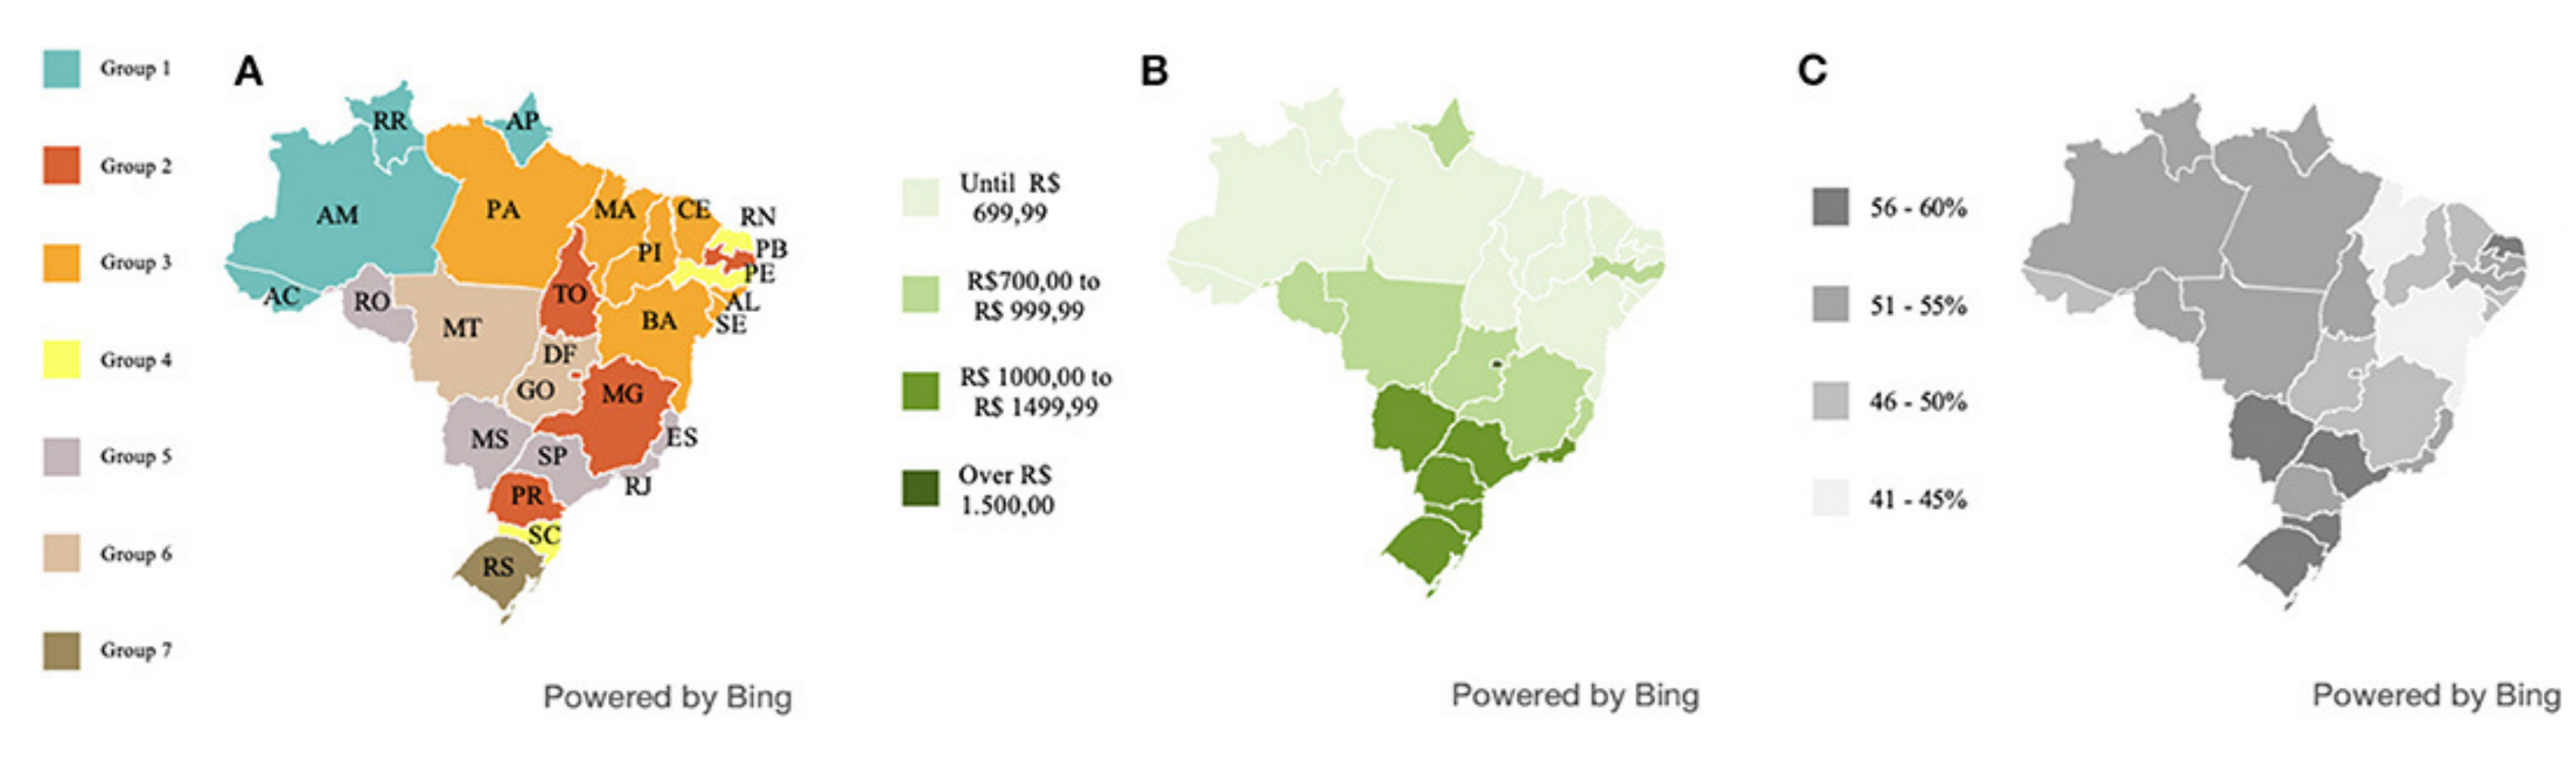 A
Group 1
Group 2
Group 3
Group 4
Group 5
Group 6
Group 7
RR
AP
AM
PA
MA
CE
RN
PI
PB
PE
AC
RO
TO
AL
MT
BA
SE
DF
GO
MG
MS
SP
ES
PR
RJ
SC
RS
Powered by Bing
B
Until R$
699,99
R$700,00 to
R$ 999,99
R$ 1000,00 to
R$ 1499,99
Over R$
1.500,00
Powered by Bing
C
56 - 60%
51 - 55%
46 - 50%
41 - 45%
Powered by Bing